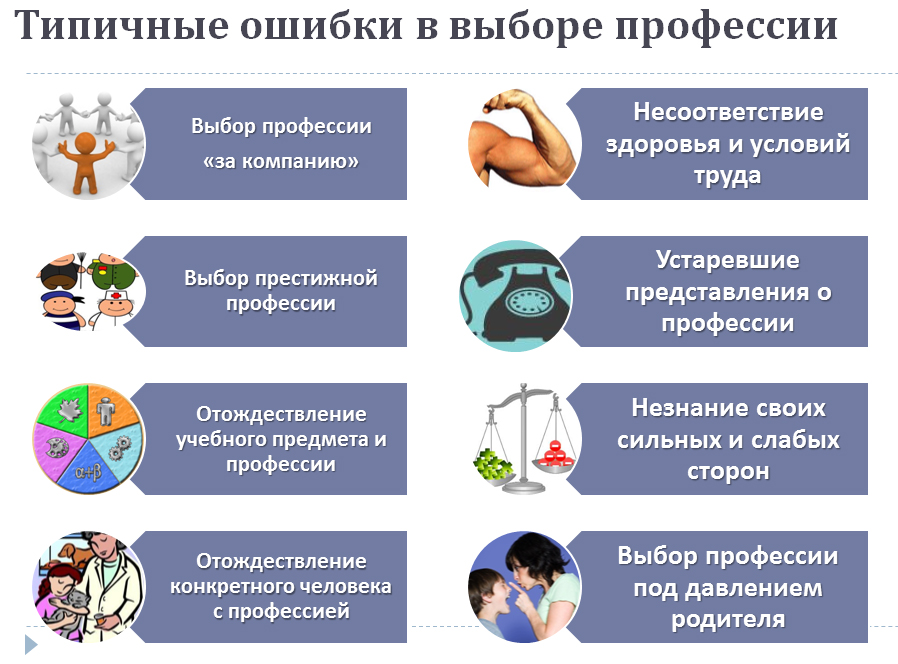 Типичные ошибки в выборе профессии
Выбор профессии
«за компанию»
Выбор престижной
профессии
Отождествление
учебного предмета и
профессии
α+β
Отождествление
конкретного человека
с профессией
Несоответствие
здоровья и условий
труда
Устаревшие
представления о
профессии
Незнание своих
сильных и слабых
сторон
Выбор профессии
под давлением
родителя